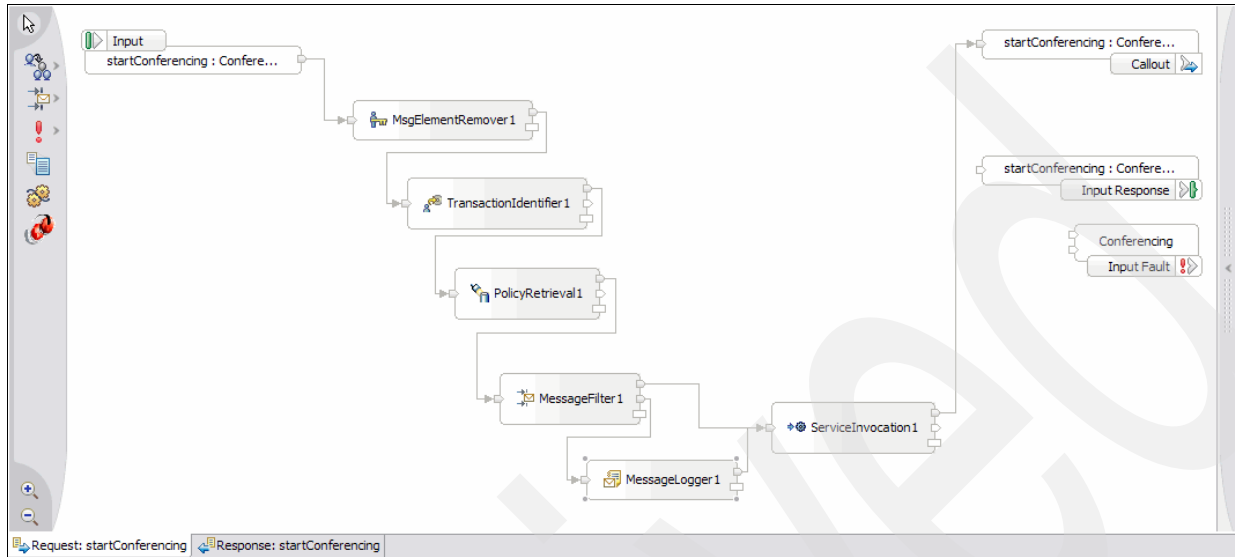 Input
startConferencing : Confere...
MsgElementRemover1
TransactionIdentifier1
PolicyRetrieval1
MessageFilter1
MessageLogger1
ServiceInvocation1
startConferencing : Confere...
Callout
startConferencing : Confere...
Input Response
Conferencing
Input Fault
Request: startConferencing
Response: startConferencing